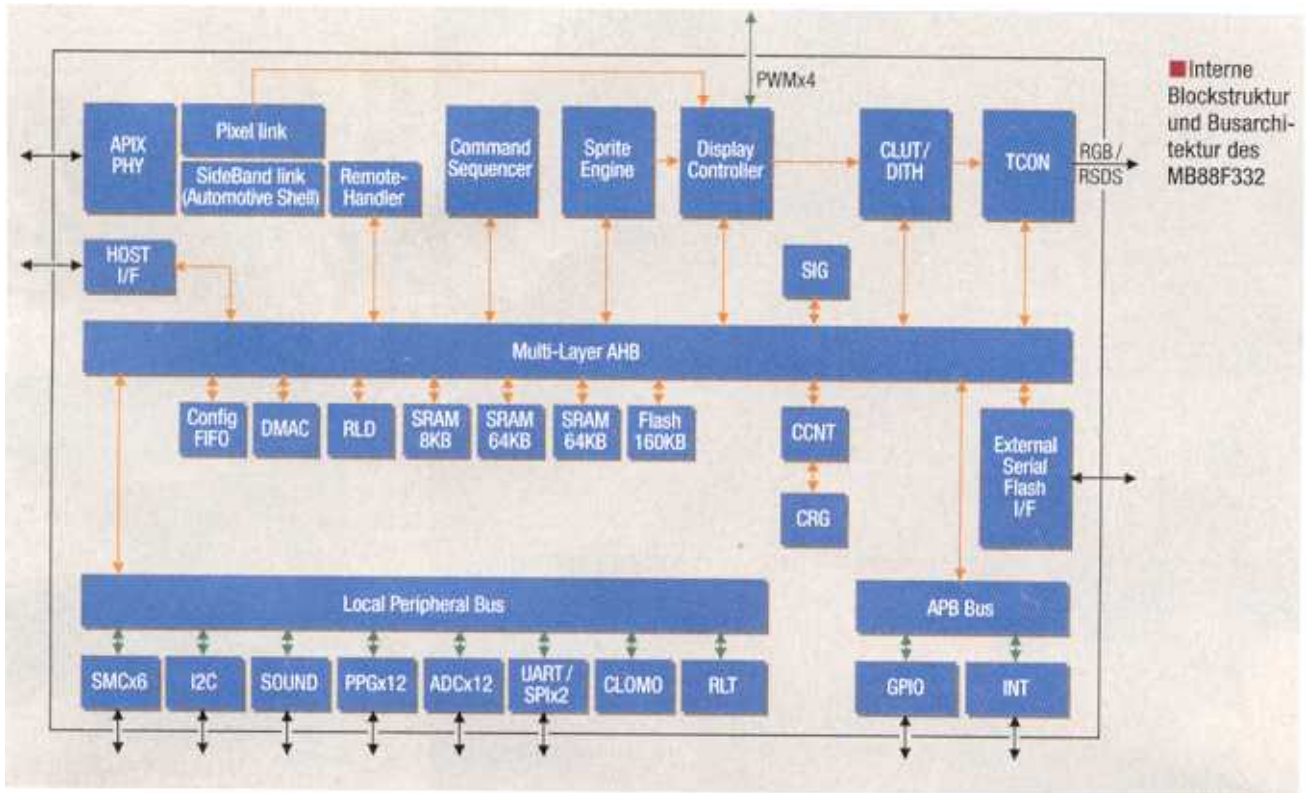 PWMx4
Interne
Blockstruktur
und Busarchi-
tektur des
MB88F332
APIX
PHY
Pixel link
SideBand link
(Automotive Shell)
Remote-
Handler
Command
Sequencer
Sprite
Engine
Display
Controller
CLUT/
DITH
TCON
RGB/
RSDS
HOST
I/F
SIG
Multi-Layer AHB
Config
FIFO
DMAC
RLD
SRAM
8KB
SRAM
64KB
SRAM
64KB
Flash
160KB
CCNT
External
Serial
Flash
I/F
CRG
Local Peripheral Bus
APB Bus
SMCx6
I2C
SOUND
PPGx12
ADCx12
UART/
SPIx2
CLOMO
RLT
GPIO
INT